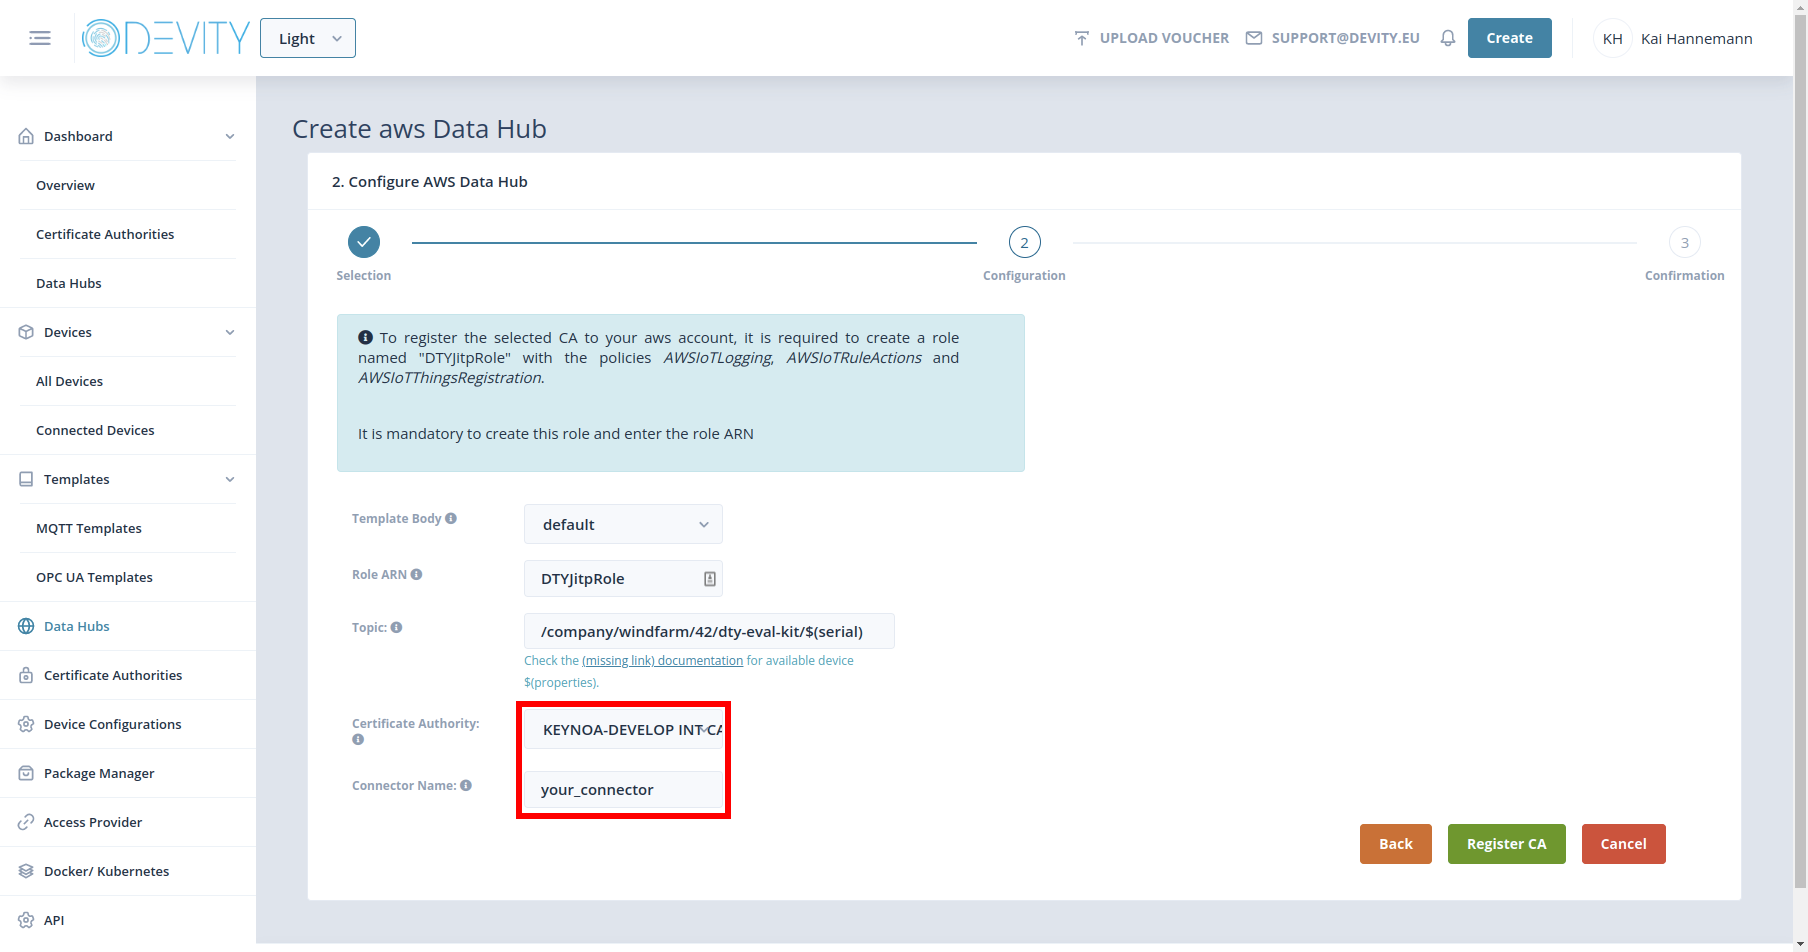 DEVITY
Light
UPLOAD VOUCHER
SUPPORT@DEVITY.EU
Create
KH
Kai Hannemann
Dashboard
Overview
Certificate Authorities
Data Hubs
Devices
All Devices
Connected Devices
Templates
MQTT Templates
OPC UA Templates
Data Hubs
Certificate Authorities
Device Configurations
Package Manager
Access Provider
Docker/ Kubernetes
API
Create aws Data Hub
2. Configure AWS Data Hub
Selection
2
Configuration
3
Confirmation
To register the selected CA to your aws account, it is required to create a role
named "DTYJitpRole" with the policies AWSIoTLogging, AWSIoTRuleActions and
AWSIoTThingsRegistration.
It is mandatory to create this role and enter the role ARN
Template Body
default
Role ARN
DTYJitpRole
Topic:
/company/windfarm/42/dty-eval-kit/$(serial)
Check the (missing link) documentation for available device
$(properties).
Certificate Authority:
KEYNOA-DEVELOP INT CA
Connector Name:
your_connector
Back
Register CA
Cancel